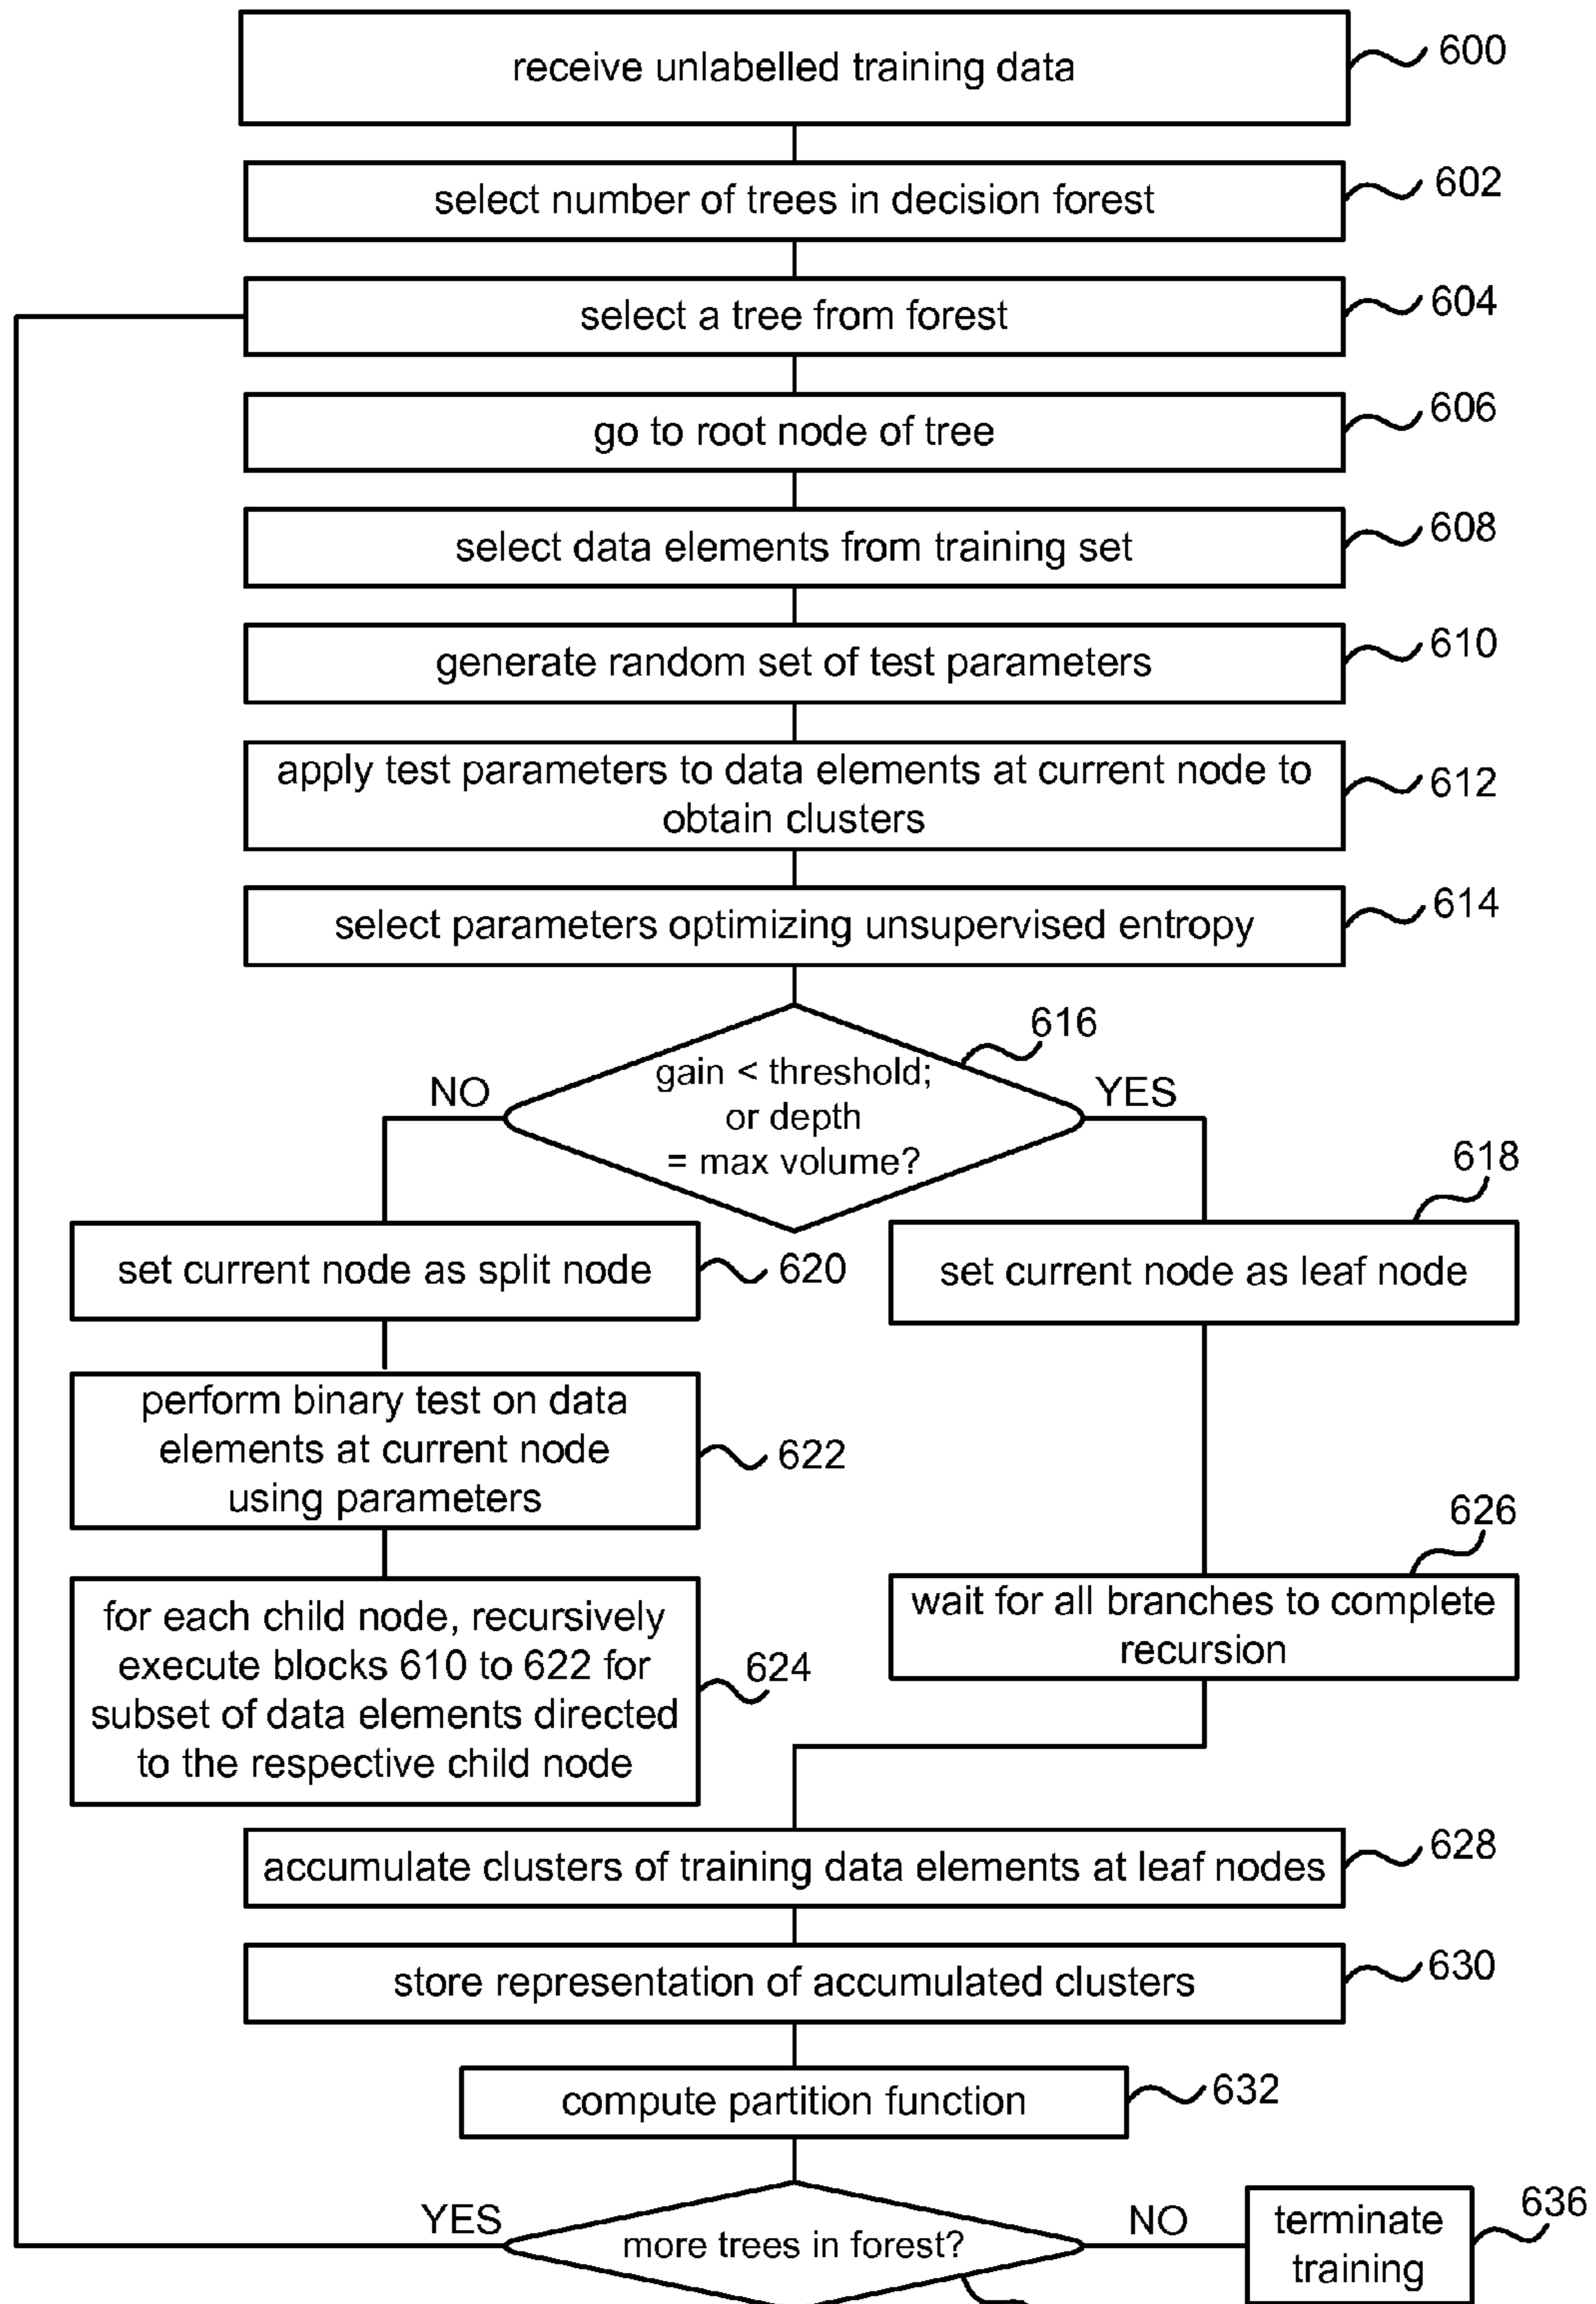 receive unlabelled training data
600
select number of trees in decision forest
602
select a tree from forest
604
go to root node of tree
606
select data elements from training set
608
generate random set of test parameters
610
apply test parameters to data elements at current node to
obtain clusters
612
select parameters optimizing unsupervised entropy
614
616
gain < threshold;
or depth
= max volume?
NO
YES
618
set current node as split node
620
set current node as leaf node
perform binary test on data
elements at current node
using parameters
622
626
for each child node, recursively
execute blocks 610 to 622 for
subset of data elements directed
to the respective child node
624
wait for all branches to complete
recursion
accumulate clusters of training data elements at leaf nodes
628
store representation of accumulated clusters
630
compute partition function
632
YES
more trees in forest?
NO
terminate
training
636